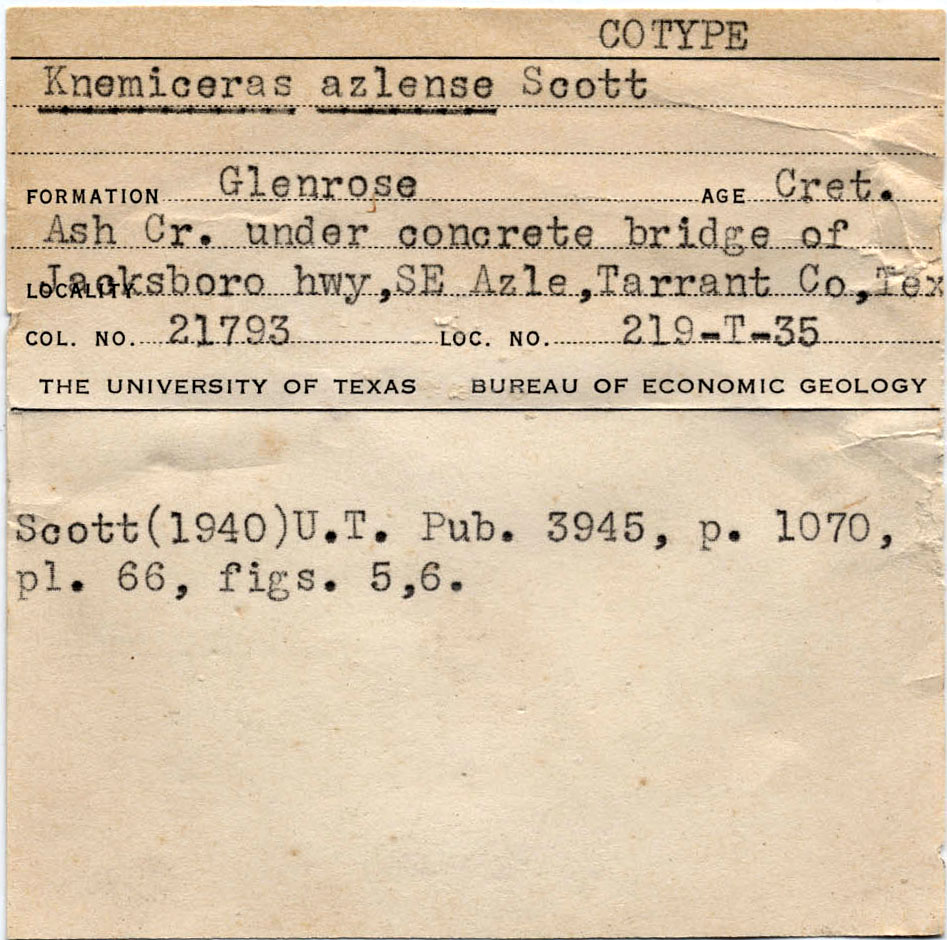 COTYPE
Knemiceras azlense Scott
FORMATION Glenrose AGE Cret.
Ash Cr. under concrete bridge of
LOCALITY Jacksboro hwy,SE Azle,Tarrant Co,Tex
COL. NO. 21793 LOC. NO. 219-T-35
THE UNIVERSITY OF TEXAS BUREAU OF ECONOMIC GEOLOGY
Scott(1940)U.T. Pub. 3945, p. 1070,
pl. 66, figs. 5,6.